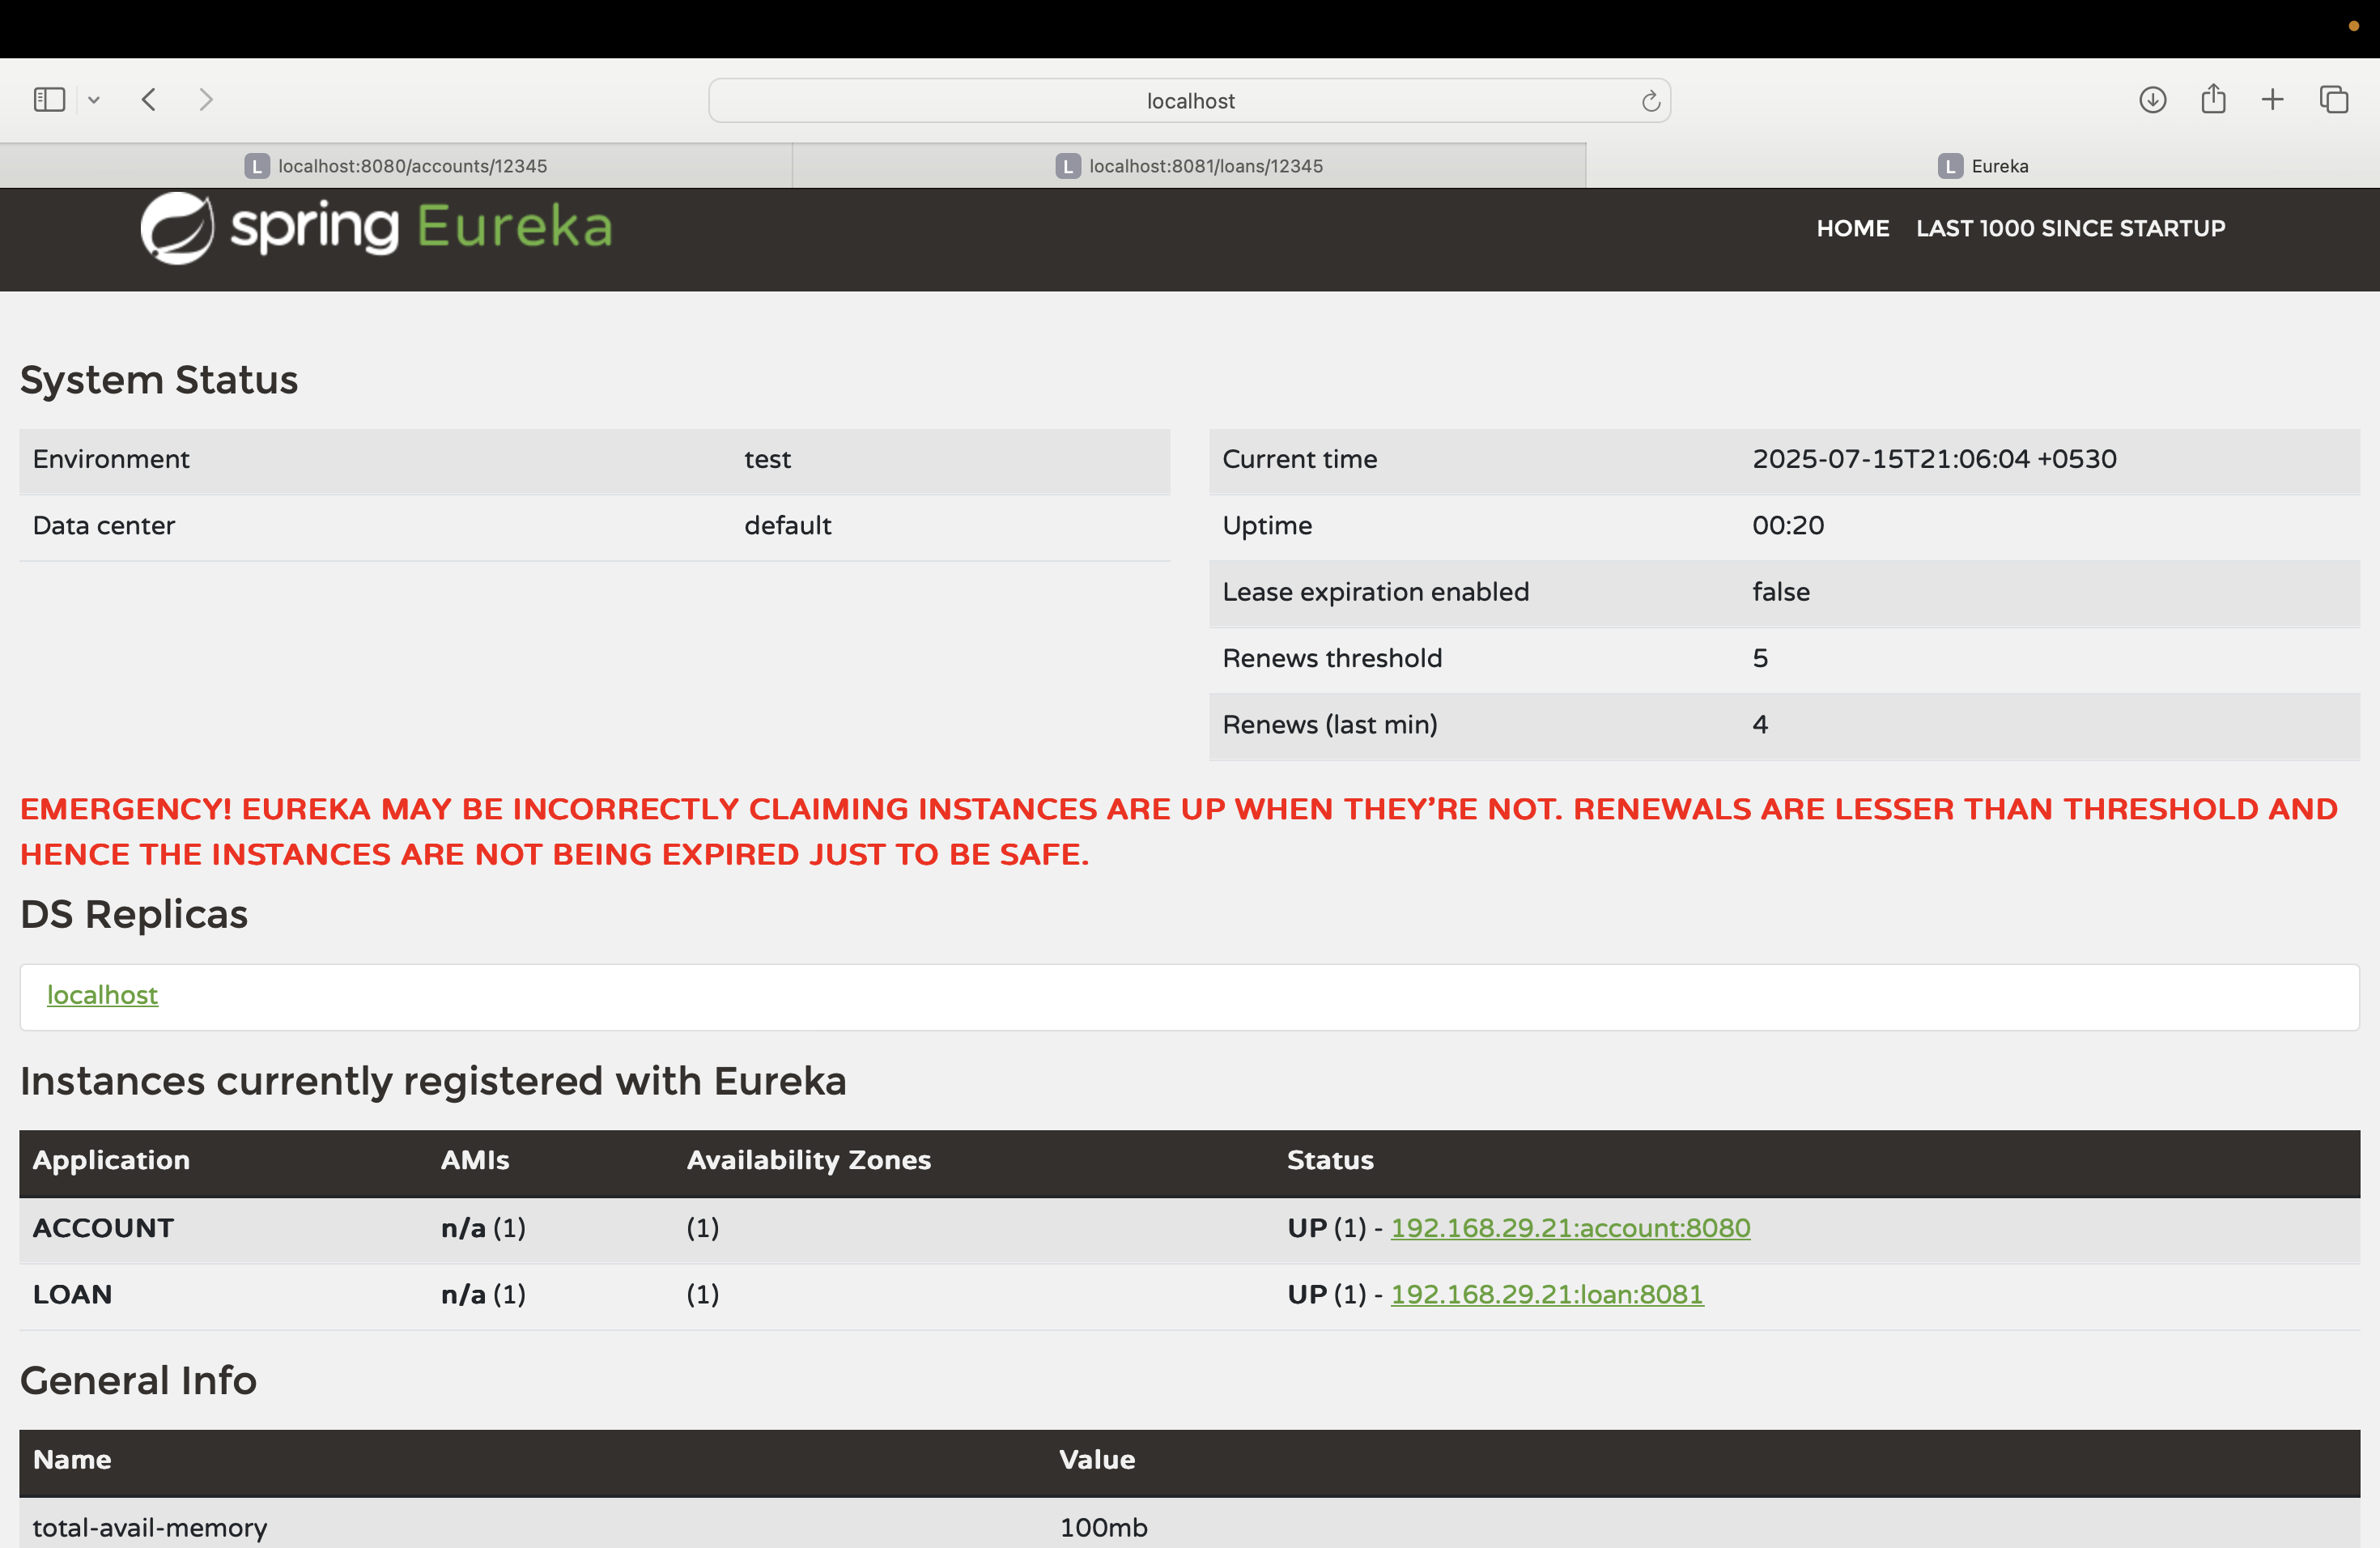 localhost
L localhost:8080/accounts/12345
L localhost:8081/loans/12345
L Eureka
spring Eureka
HOME LAST 1000 SINCE STARTUP
System Status
Environment test
Data center default
Current time 2025-07-15T21:06:04 +0530
Uptime 00:20
Lease expiration enabled false
Renews threshold 5
Renews (last min) 4
EMERGENCY! EUREKA MAY BE INCORRECTLY CLAIMING INSTANCES ARE UP WHEN THEY'RE NOT. RENEWALS ARE LESSER THAN THRESHOLD AND
HENCE THE INSTANCES ARE NOT BEING EXPIRED JUST TO BE SAFE.
DS Replicas
localhost
Instances currently registered with Eureka
Application AMIs Availability Zones Status
ACCOUNT n/a (1) (1) UP (1) - 192.168.29.21:account:8080
LOAN n/a (1) (1) UP (1) - 192.168.29.21:loan:8081
General Info
Name Value
total-avail-memory 100mb